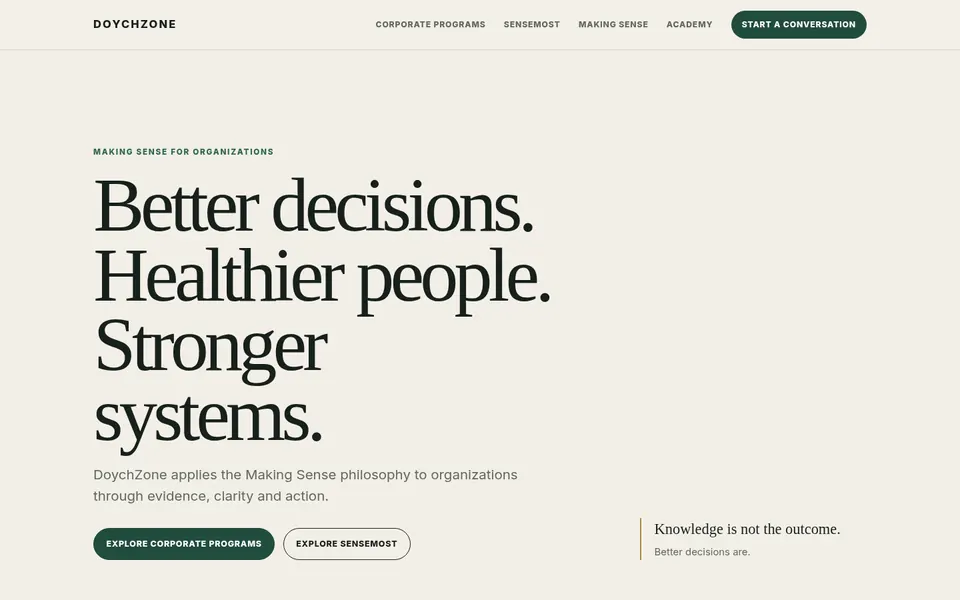 DOYCHZONE
CORPORATE PROGRAMS
SENSEMOST
MAKING SENSE
ACADEMY
START A CONVERSATION
MAKING SENSE FOR ORGANIZATIONS
Better decisions.
Healthier people.
Stronger
systems.
DoychZone applies the Making Sense philosophy to organizations
through evidence, clarity and action.
EXPLORE CORPORATE PROGRAMS
EXPLORE SENSEMOST
Knowledge is not the outcome.
Better decisions are.